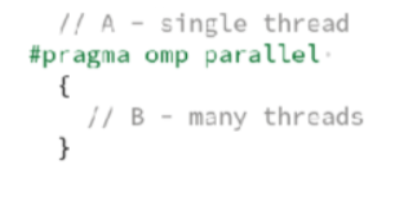 // A - single thread
#pragma omp parallel
{
// B - many threads
}